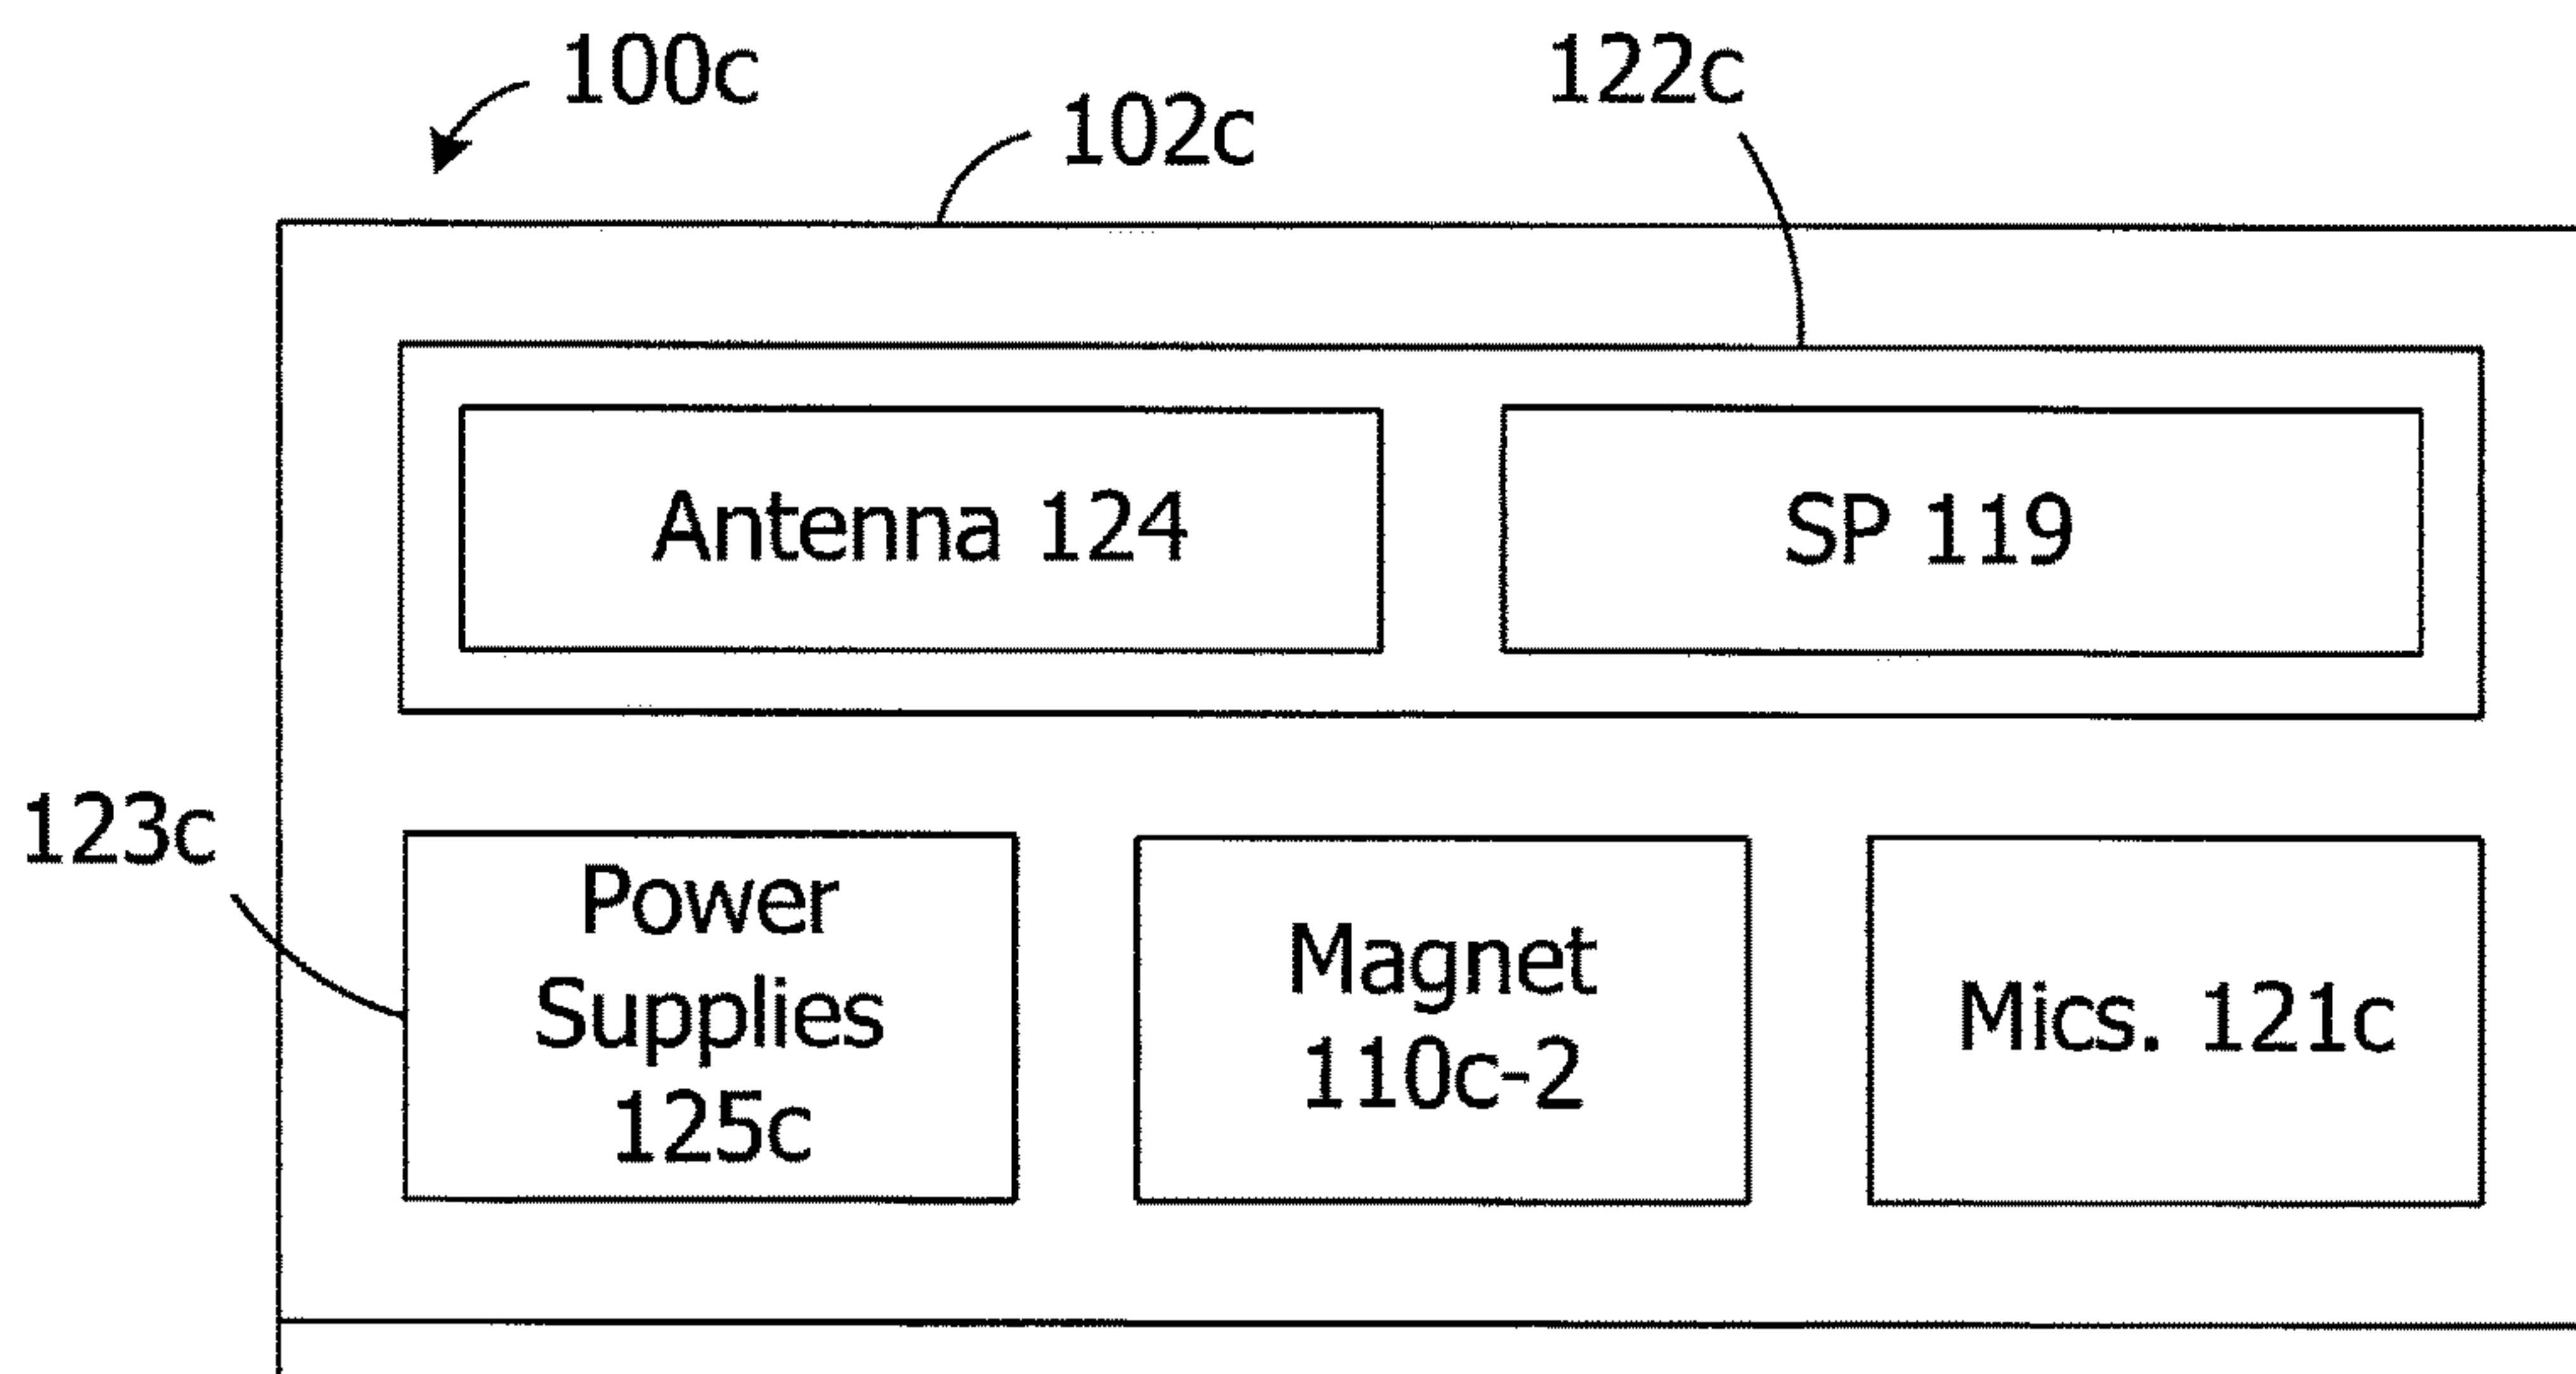 100c
102c
122c
Antenna 124
SP 119
123c
Power
Supplies
125c
Magnet
110c-2
Mics. 121c